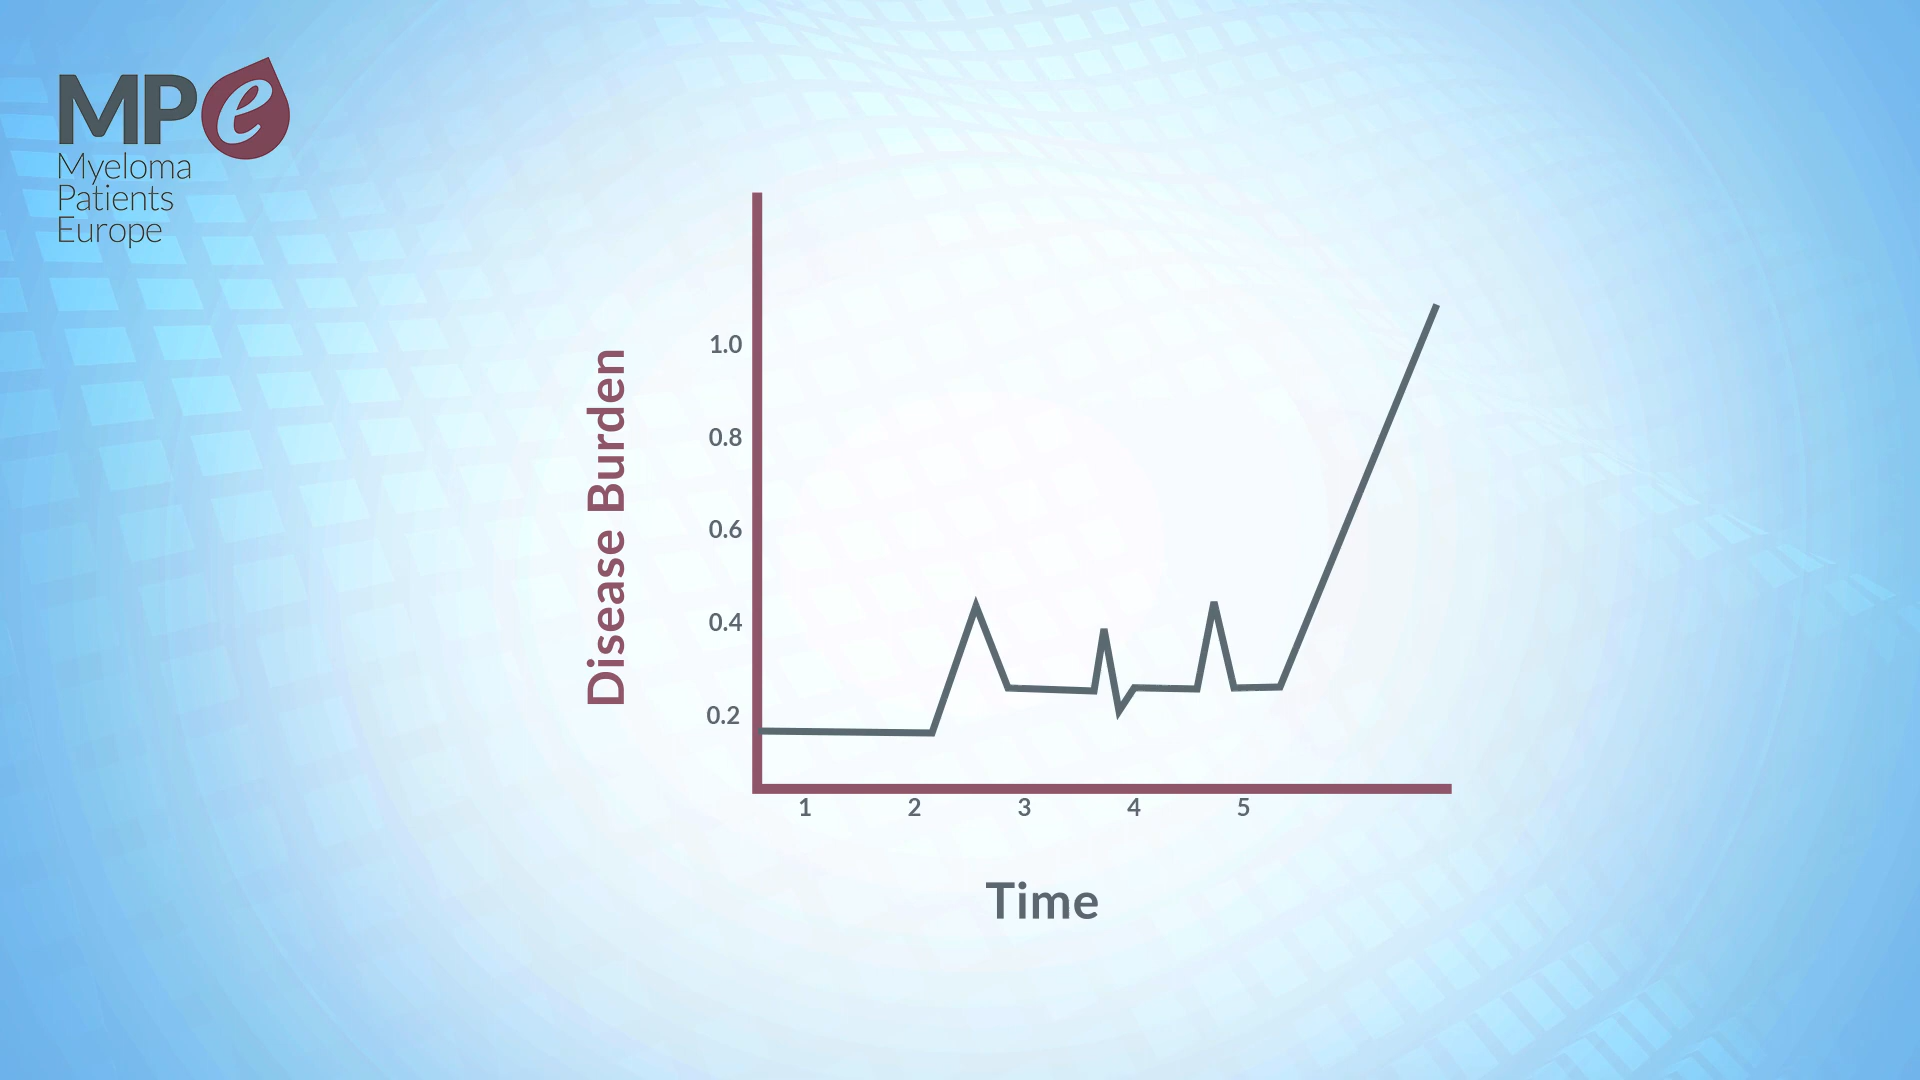 MPe
Myeloma
Patients
Europe
Disease Burden
1.0
0.8
0.6
0.4
0.2
1 2 3 4 5
Time